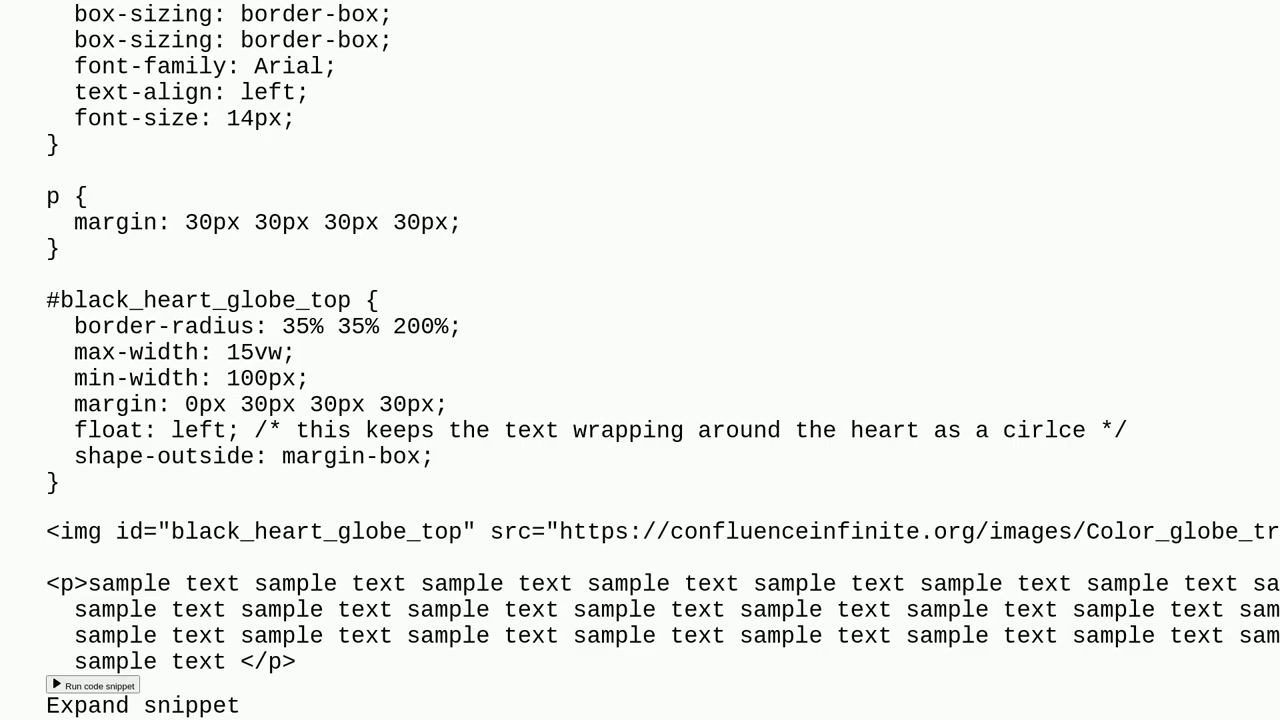 box-sizing: border-box;
box-sizing: border-box;
font-family: Arial;
text-align: left;
font-size: 14px;
}
p {
margin: 30px 30px 30px 30px;
}
#black_heart_globe_top {
border-radius: 35% 35% 200%;
max-width: 15vw;
min-width: 100px;
margin: 0px 30px 30px 30px;
float: left; /* this keeps the text wrapping around the heart as a cirlce */
shape-outside: margin-box;
}
<img id="black_heart_globe_top" src="https://confluenceinfinite.org/images/Color_globe_tr
<p>sample text sample text sample text sample text sample text sample text sample text sa
sample text sample text sample text sample text sample text sample text sample text sam
sample text sample text sample text sample text sample text sample text sample text sam
sample text </p>
Run code snippet
Expand snippet